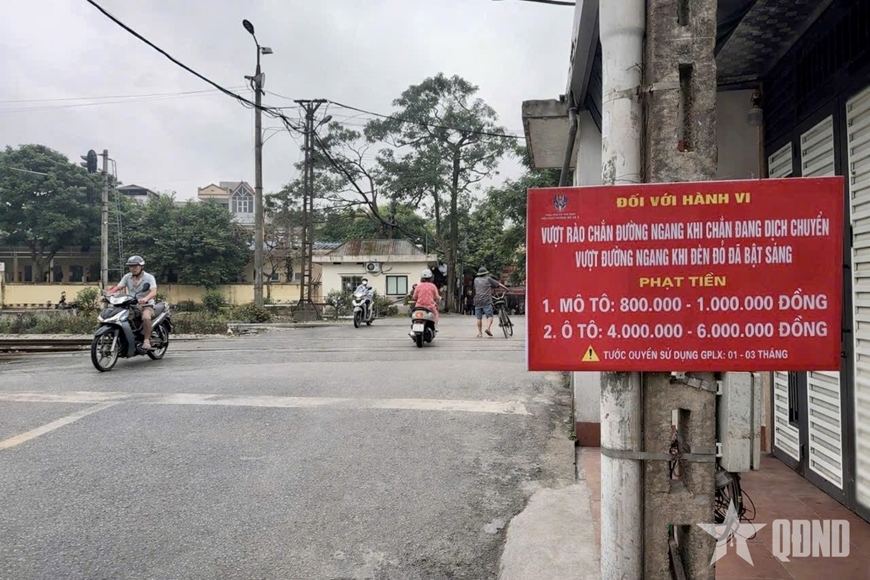 ĐỐI VỚI HÀNH VI
VƯỢT RÀO CHẮN ĐƯỜNG NGANG KHI CHẮN ĐANG DỊCH CHUYỂN
VƯỢT ĐƯỜNG NGANG KHI ĐÈN ĐỎ ĐÃ BẬT SÁNG
PHẠT TIỀN
1. MÔ TÔ: 800.000 - 1.000.000 ĐỒNG
2. Ô TÔ: 4.000.000 - 6.000.000 ĐỒNG
TƯỚC QUYỀN SỬ DỤNG GPLX: 01 - 03 THÁNG
QĐND